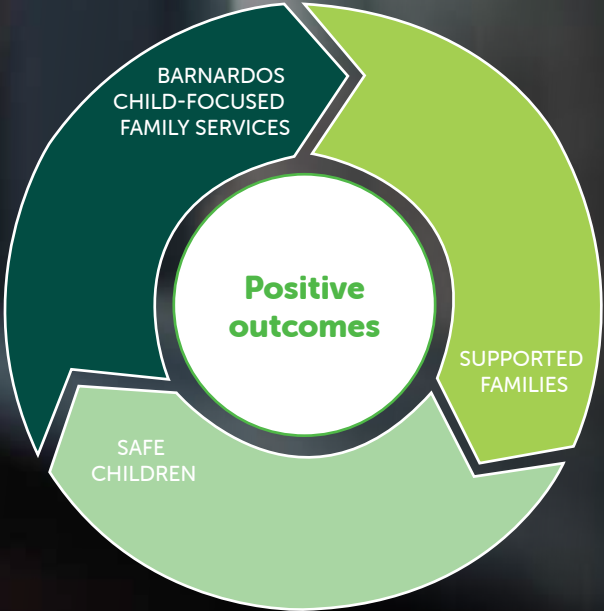 BARNARDOS
CHILD-FOCUSED
FAMILY SERVICES
Positive
outcomes
SUPPORTED
FAMILIES
SAFE
CHILDREN